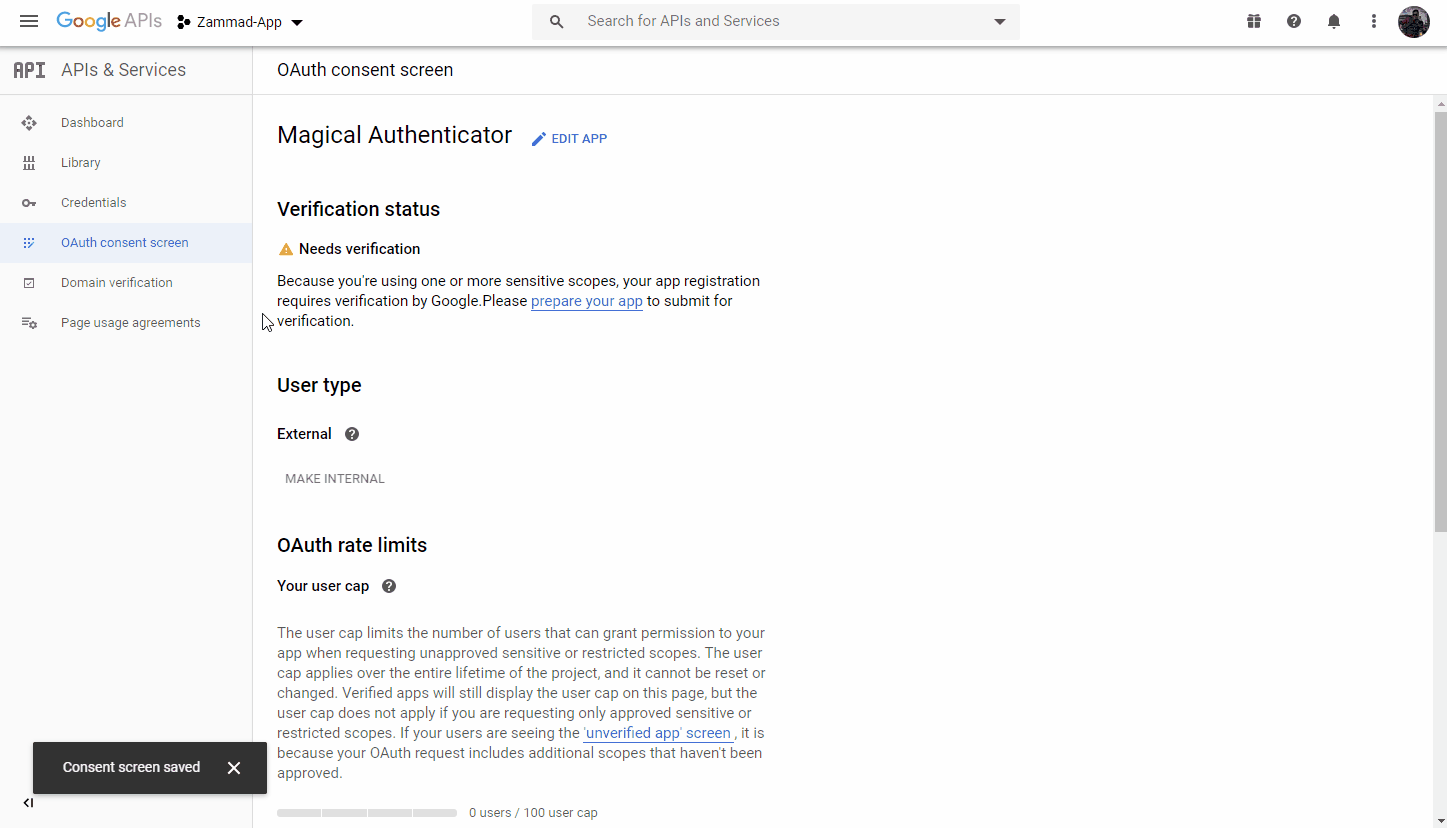 Google APIs
Zammad-App
Search for APIs and Services
API APIs & Services
OAuth consent screen
Dashboard
Library
Credentials
OAuth consent screen
Domain verification
Page usage agreements
Magical Authenticator
EDIT APP
Verification status
Needs verification
Because you're using one or more sensitive scopes, your app registration
requires verification by Google.Please prepare your app to submit for
verification.
User type
External
MAKE INTERNAL
OAuth rate limits
Your user cap
The user cap limits the number of users that can grant permission to your
app when requesting unapproved sensitive or restricted scopes. The user
cap applies over the entire lifetime of the project, and it cannot be reset or
changed. Verified apps will still display the user cap on this page, but the
user cap does not apply if you are requesting only approved sensitive or
restricted scopes. If your users are seeing the 'unverified app' screen , it is
because your OAuth request includes additional scopes that haven't been
approved.
0 users / 100 user cap
Consent screen saved